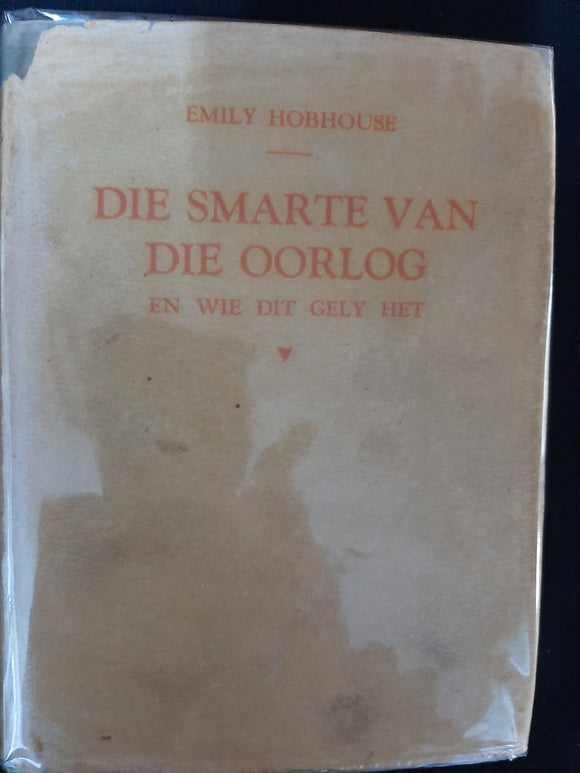 EMILY HOBHOUSE
DIE SMARTE VAN
DIE OORLOG
EN WIE DIT GELY HET